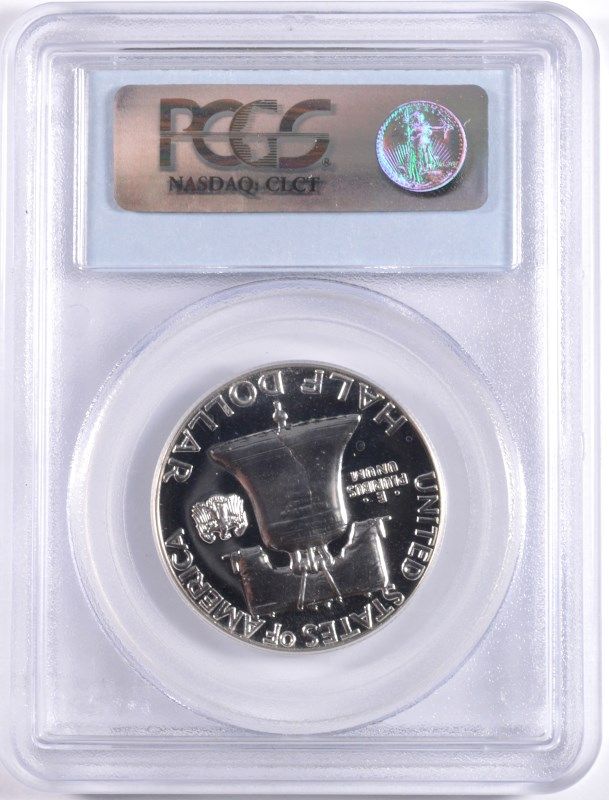 PCGS®
NASDAQ: CLCT
UNITED STATES OF AMERICA
E
PLURIBUS
UNUM
HALF DOLLAR